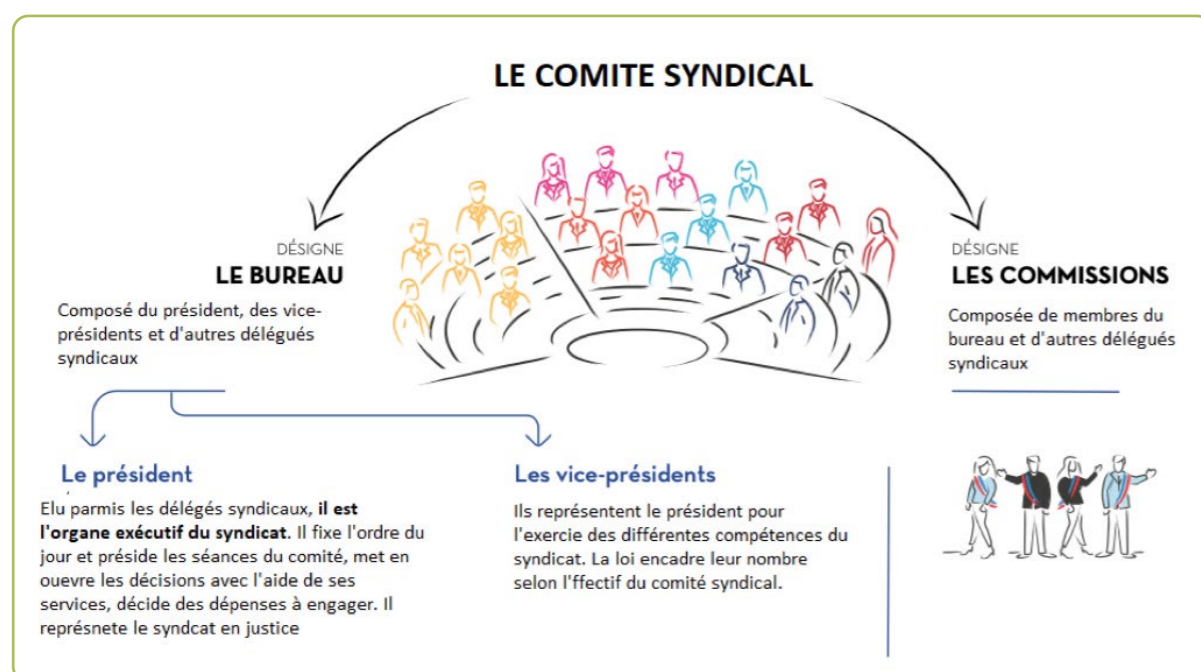 LE COMITE SYNDICAL
DÉSIGNE
LE BUREAU
Composé du président, des vice-
présidents et d'autres délégués
syndicaux
DÉSIGNE
LES COMMISSIONS
Composée de membres du
bureau et d'autres délégués
syndicaux
Le président
Elu parmis les délégés syndicaux, il est
l'organe exécutif du syndicat. Il fixe l'ordre du
jour et préside les séances du comité, met en
ouevre les décisions avec l'aide de ses
services, décide des dépenses à engager. Il
représnete le syndcat en justice
Les vice-présidents
Ils représentent le président pour
l'exercie des différentes compétences du
syndicat. La loi encadre leur nombre
selon l'ffectif du comité syndical.